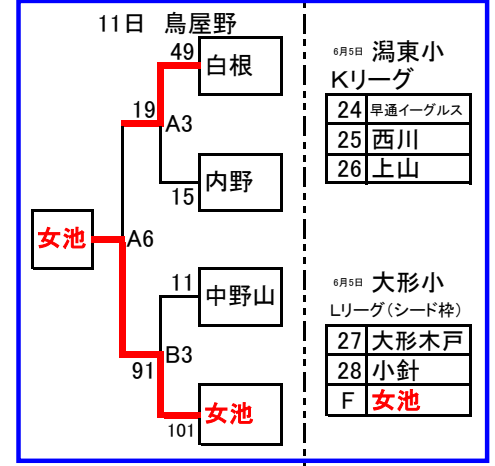 11日 鳥屋野
49
白根
19
A3
内野
15
女池
A6
11
中野山
B3
91
女池
101
6月5日 潟東小
Kリーグ
24 早通イーグルス
25 西川
26 上山
6月5日 大形小
Lリーグ(シード枠)
27 大形木戸
28 小針
F 女池